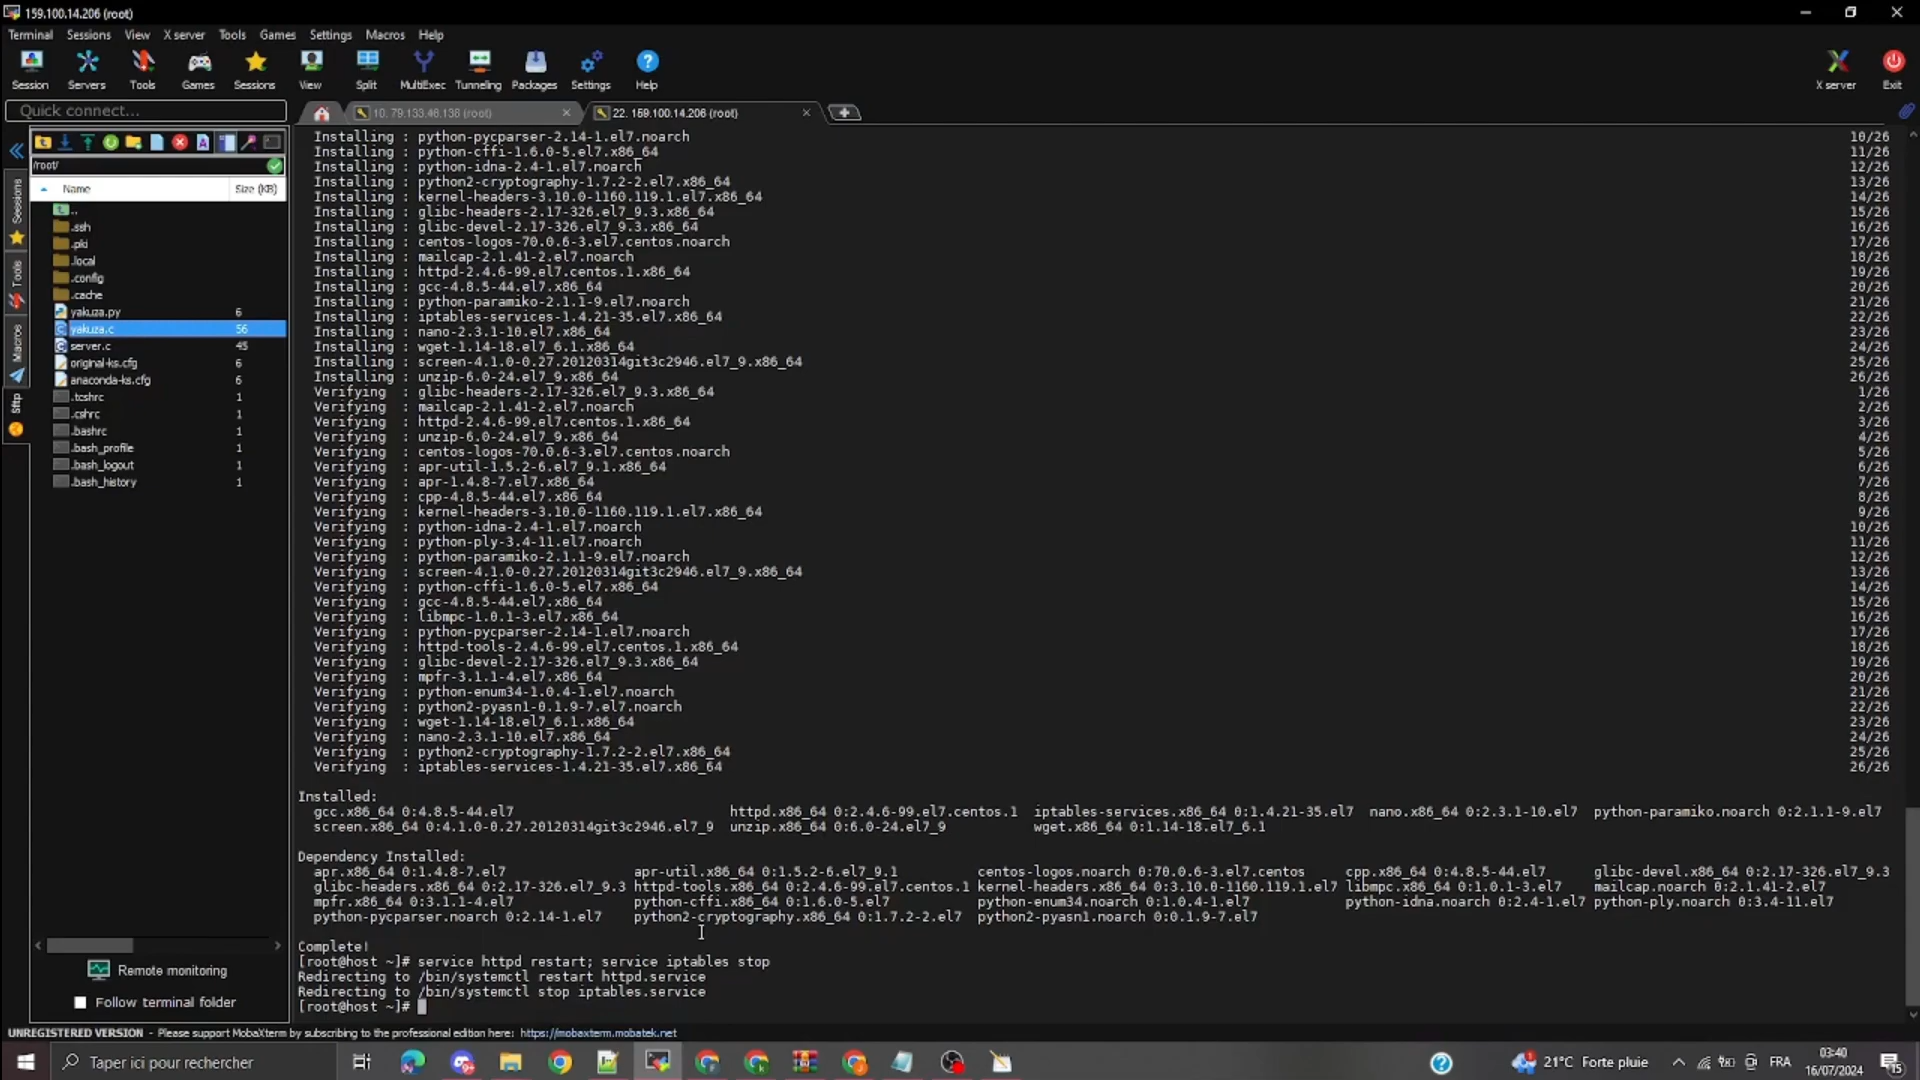 159.100.14.206 (root)
Terminal Sessions View X server Tools Games Settings Macros Help
Session Servers Tools Games Sessions View Split MultiExec Tunneling Packages Settings Help X server Exit
Quick connect...
10. 79.133.46.138 (root)
22. 159.100.14.206 (root)
/root/
Name Size (KB)
..
.ssh
.pki
.local
.config
.cache
yakuza.py 6
yakuza.c 56
server.c 45
original-ks.cfg 6
anaconda-ks.cfg 6
.tcshrc 1
.cshrc 1
.bashrc 1
.bash_profile 1
.bash_logout 1
.bash_history 1
Sessions
Tools
Macros
Sftp
Remote monitoring
Follow terminal folder
Installing : python-pycparser-2.14-1.el7.noarch 10/26
Installing : python-cffi-1.6.0-5.el7.x86_64 11/26
Installing : python-idna-2.4-1.el7.noarch 12/26
Installing : python2-cryptography-1.7.2-2.el7.x86_64 13/26
Installing : kernel-headers-3.10.0-1160.119.1.el7.x86_64 14/26
Installing : glibc-headers-2.17-326.el7_9.3.x86_64 15/26
Installing : glibc-devel-2.17-326.el7_9.3.x86_64 16/26
Installing : centos-logos-70.0.6-3.el7.centos.noarch 17/26
Installing : mailcap-2.1.41-2.el7.noarch 18/26
Installing : httpd-2.4.6-99.el7.centos.1.x86_64 19/26
Installing : gcc-4.8.5-44.el7.x86_64 20/26
Installing : python-paramiko-2.1.1-9.el7.noarch 21/26
Installing : iptables-services-1.4.21-35.el7.x86_64 22/26
Installing : nano-2.3.1-10.el7.x86_64 23/26
Installing : wget-1.14-18.el7_6.1.x86_64 24/26
Installing : screen-4.1.0-0.27.20120314git3c2946.el7_9.x86_64 25/26
Installing : unzip-6.0-24.el7_9.x86_64 26/26
Verifying : glibc-headers-2.17-326.el7_9.3.x86_64 1/26
Verifying : mailcap-2.1.41-2.el7.noarch 2/26
Verifying : httpd-2.4.6-99.el7.centos.1.x86_64 3/26
Verifying : unzip-6.0-24.el7_9.x86_64 4/26
Verifying : centos-logos-70.0.6-3.el7.centos.noarch 5/26
Verifying : apr-util-1.5.2-6.el7_9.1.x86_64 6/26
Verifying : apr-1.4.8-7.el7.x86_64 7/26
Verifying : cpp-4.8.5-44.el7.x86_64 8/26
Verifying : kernel-headers-3.10.0-1160.119.1.el7.x86_64 9/26
Verifying : python-idna-2.4-1.el7.noarch 10/26
Verifying : python-ply-3.4-11.el7.noarch 11/26
Verifying : python-paramiko-2.1.1-9.el7.noarch 12/26
Verifying : screen-4.1.0-0.27.20120314git3c2946.el7_9.x86_64 13/26
Verifying : python-cffi-1.6.0-5.el7.x86_64 14/26
Verifying : gcc-4.8.5-44.el7.x86_64 15/26
Verifying : libmpc-1.0.1-3.el7.x86_64 16/26
Verifying : python-pycparser-2.14-1.el7.noarch 17/26
Verifying : httpd-tools-2.4.6-99.el7.centos.1.x86_64 18/26
Verifying : glibc-devel-2.17-326.el7_9.3.x86_64 19/26
Verifying : mpfr-3.1.1-4.el7.x86_64 20/26
Verifying : python-enum34-1.0.4-1.el7.noarch 21/26
Verifying : python2-pyasn1-0.1.9-7.el7.noarch 22/26
Verifying : wget-1.14-18.el7_6.1.x86_64 23/26
Verifying : nano-2.3.1-10.el7.x86_64 24/26
Verifying : python2-cryptography-1.7.2-2.el7.x86_64 25/26
Verifying : iptables-services-1.4.21-35.el7.x86_64 26/26
Installed:
gcc.x86_64 0:4.8.5-44.el7 httpd.x86_64 0:2.4.6-99.el7.centos.1 iptables-services.x86_64 0:1.4.21-35.el7 nano.x86_64 0:2.3.1-10.el7 python-paramiko.noarch 0:2.1.1-9.el7
screen.x86_64 0:4.1.0-0.27.20120314git3c2946.el7_9 unzip.x86_64 0:6.0-24.el7_9 wget.x86_64 0:1.14-18.el7_6.1
Dependency Installed:
apr.x86_64 0:1.4.8-7.el7 apr-util.x86_64 0:1.5.2-6.el7_9.1 centos-logos.noarch 0:70.0.6-3.el7.centos cpp.x86_64 0:4.8.5-44.el7 glibc-devel.x86_64 0:2.17-326.el7_9.3
glibc-headers.x86_64 0:2.17-326.el7_9.3 httpd-tools.x86_64 0:2.4.6-99.el7.centos.1 kernel-headers.x86_64 0:3.10.0-1160.119.1.el7 libmpc.x86_64 0:1.0.1-3.el7 mailcap.noarch 0:2.1.41-2.el7
mpfr.x86_64 0:3.1.1-4.el7 python-cffi.x86_64 0:1.6.0-5.el7 python-enum34.noarch 0:1.0.4-1.el7 python-idna.noarch 0:2.4-1.el7 python-ply.noarch 0:3.4-11.el7
python-pycparser.noarch 0:2.14-1.el7 python2-cryptography.x86_64 0:1.7.2-2.el7 python2-pyasn1.noarch 0:0.1.9-7.el7
Complete!
[root@host ~]# service httpd restart; service iptables stop
Redirecting to /bin/systemctl restart httpd.service
Redirecting to /bin/systemctl stop iptables.service
[root@host ~]#
UNREGISTERED VERSION - Please support MobaXterm by subscribing to the professional edition here: https://mobaxterm.mobatek.net
Taper ici pour rechercher
21°C Forte pluie
FRA
03:40
16/07/2024
15